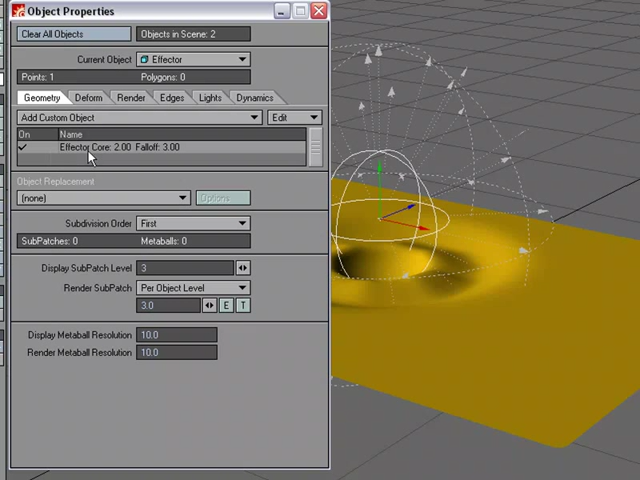 Object Properties
Clear All Objects
Objects in Scene: 2
Current Object
Effector
Points: 1
Polygons: 0
Geometry
Deform
Render
Edges
Lights
Dynamics
Add Custom Object
Edit
On
Name
Effector Core: 2.00 Falloff: 3.00
Object Replacement
(none)
Options
Subdivision Order
First
SubPatches: 0
Metaballs: 0
Display SubPatch Level
3
Render SubPatch
Per Object Level
3.0
E
T
Display Metaball Resolution
10.0
Render Metaball Resolution
10.0